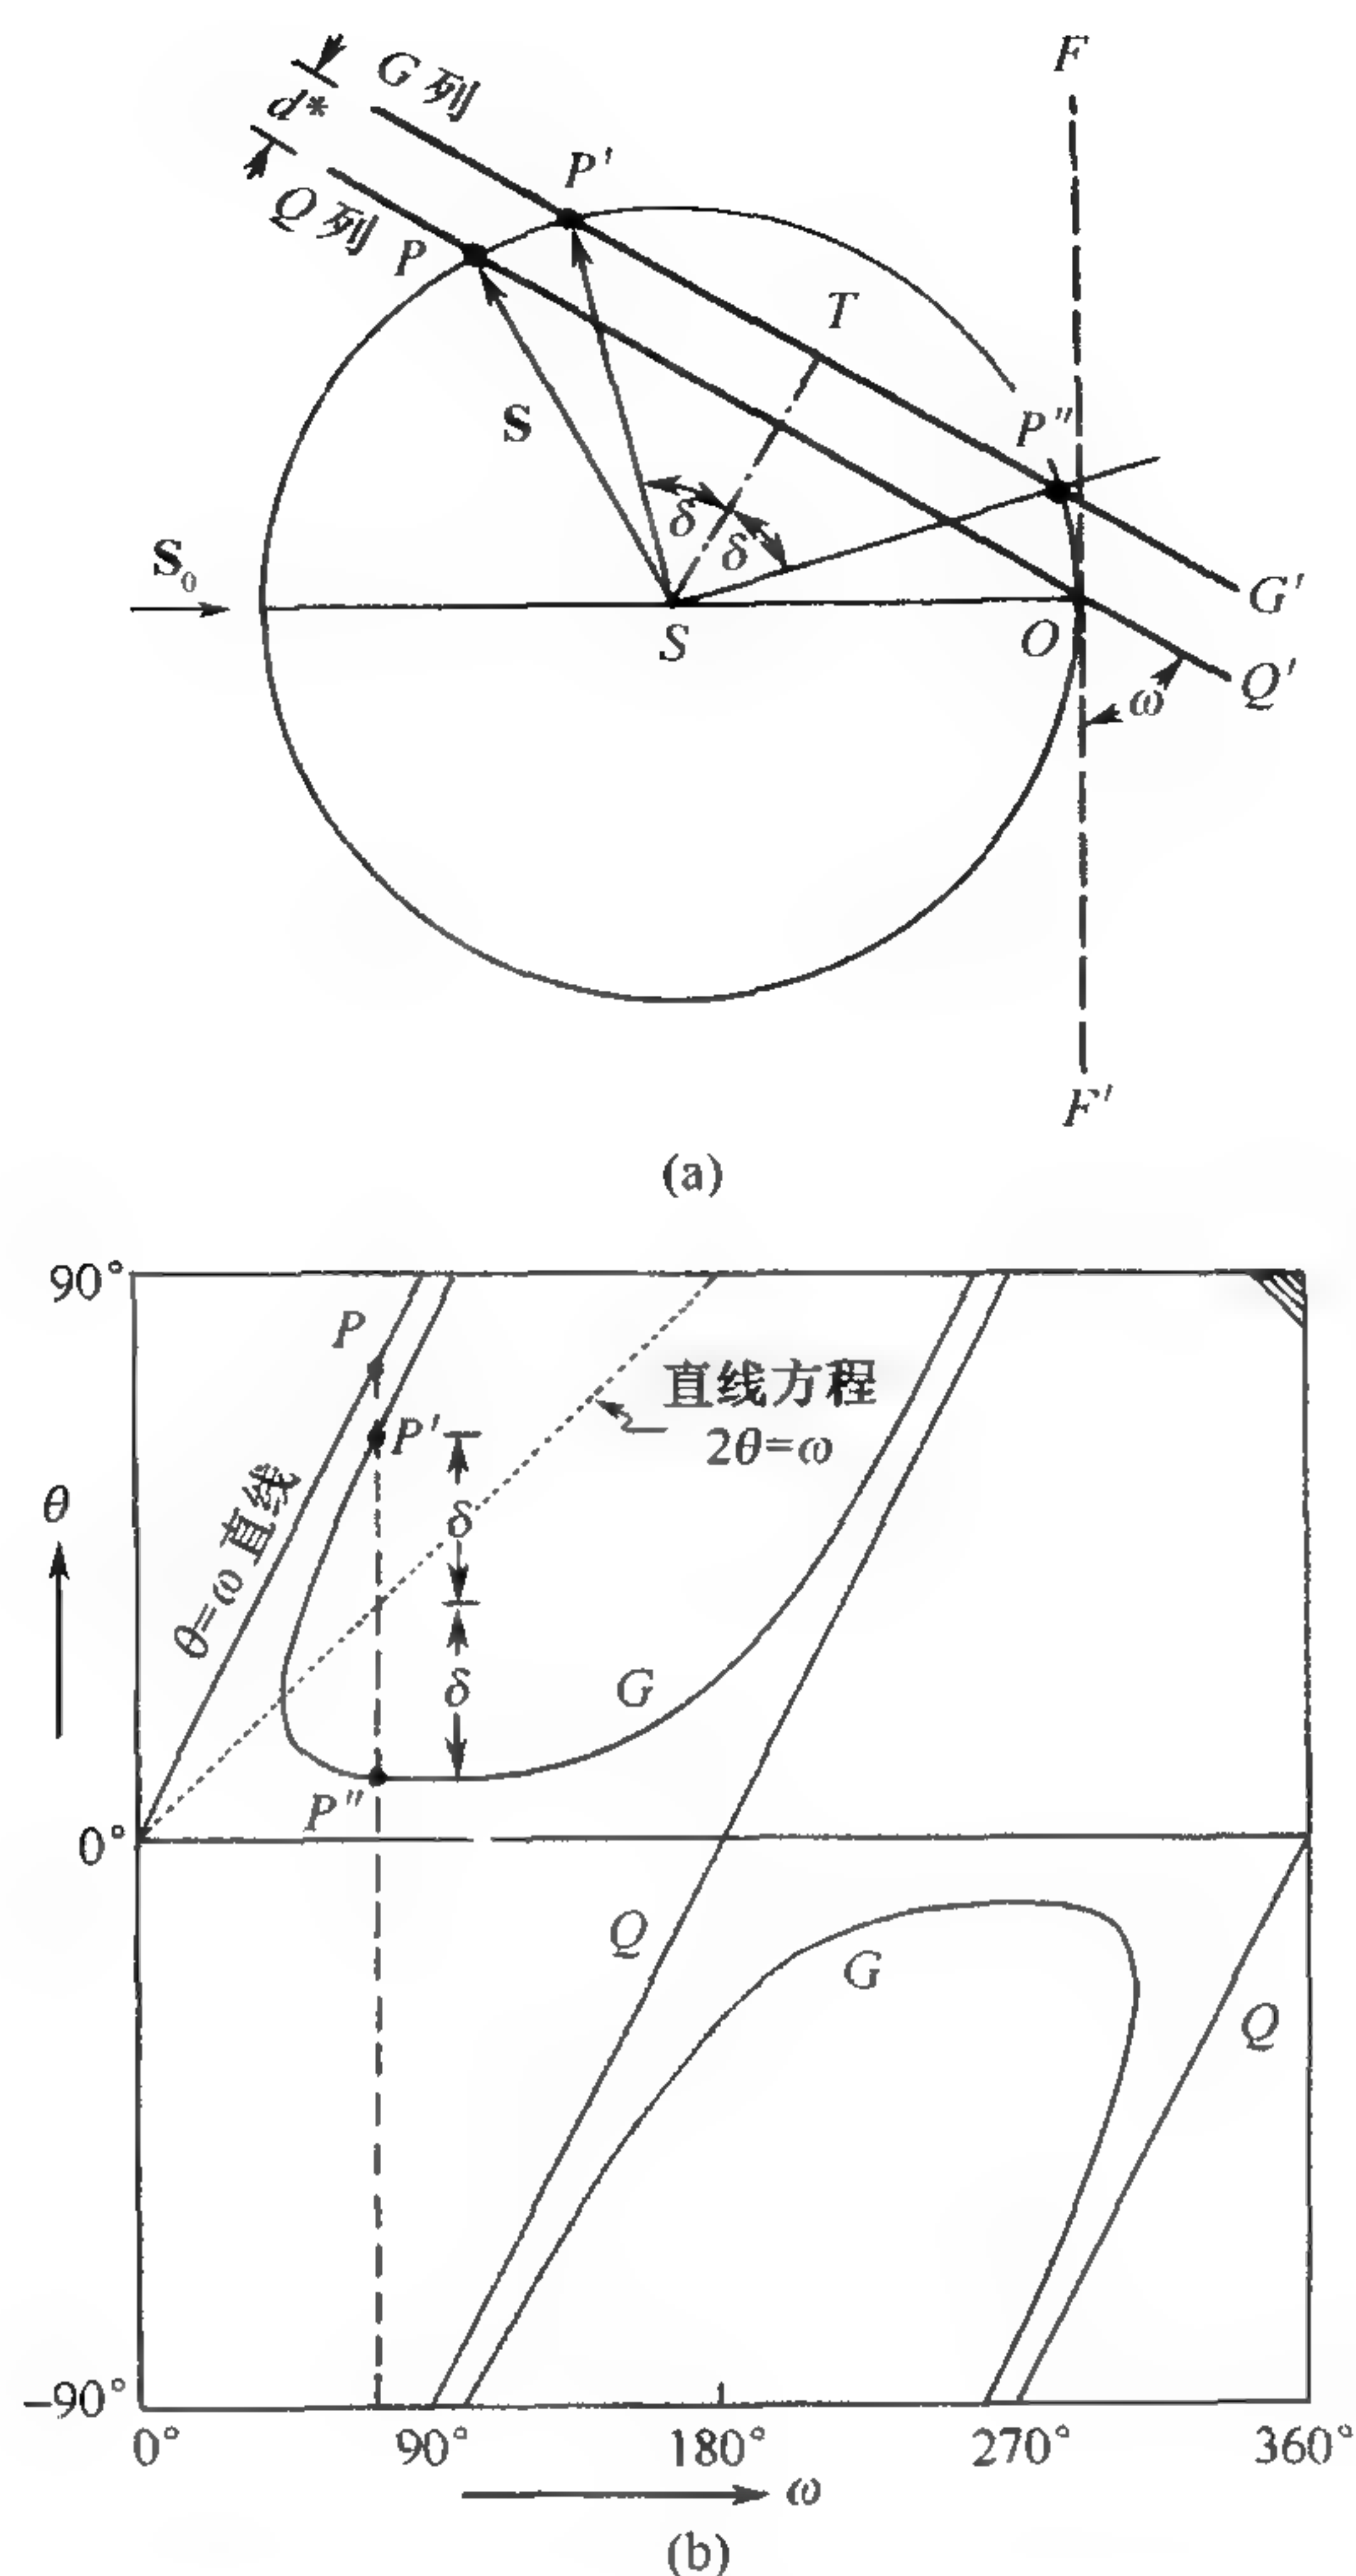 F
G 列
d*
P'
Q 列
P
T
P"
S
δ
δ
S₀
S
O
G'
Q'
ω
F'
(a)
90°
P
直线方程
2θ=ω
P'
θ
δ
θ=ω 直线
δ
G
P"
0°
Q
G
Q
−90°
0°
90°
180°
270°
360°
ω
(b)